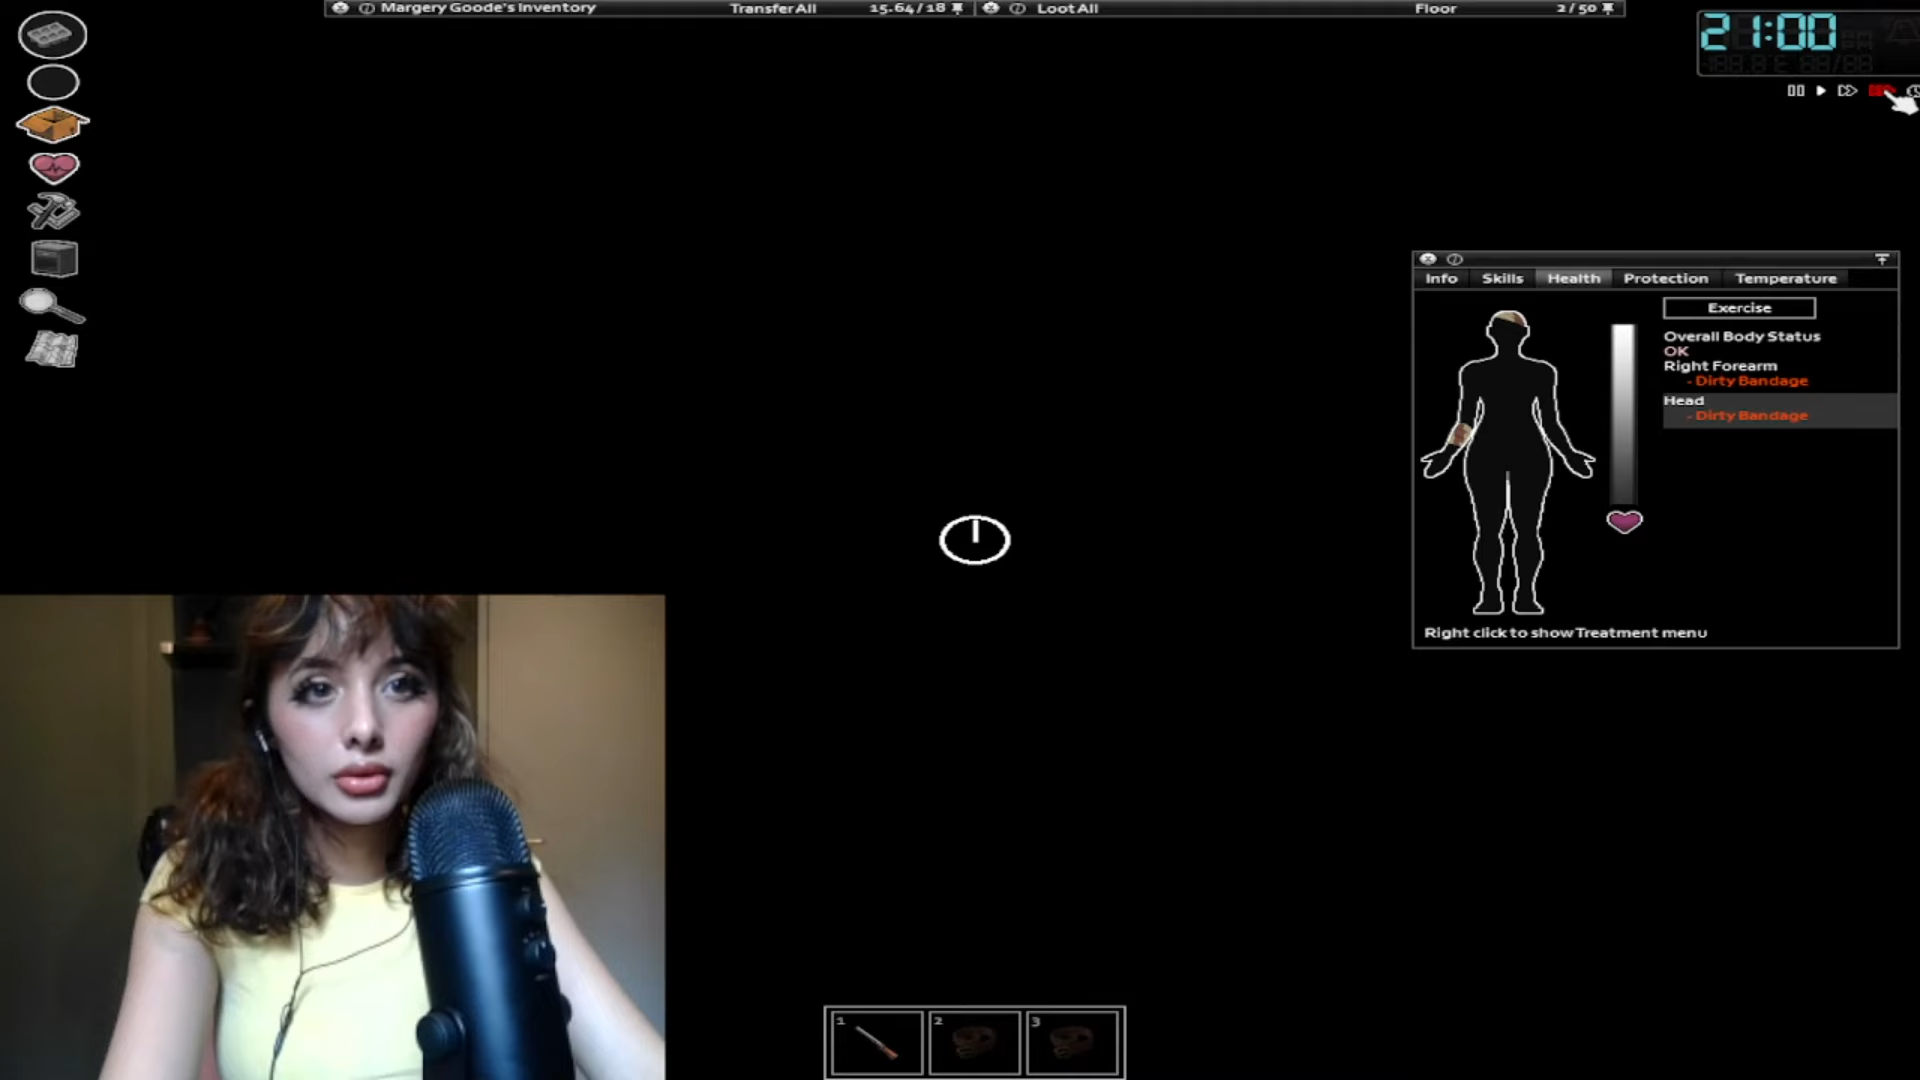 Margery Goode's Inventory Transfer All 15.64 / 18
Loot All Floor 2 / 50
21:00
Info Skills Health Protection Temperature
Exercise
Overall Body Status
OK
Right Forearm
- Dirty Bandage
Head
- Dirty Bandage
Right click to show Treatment menu
1 2 3